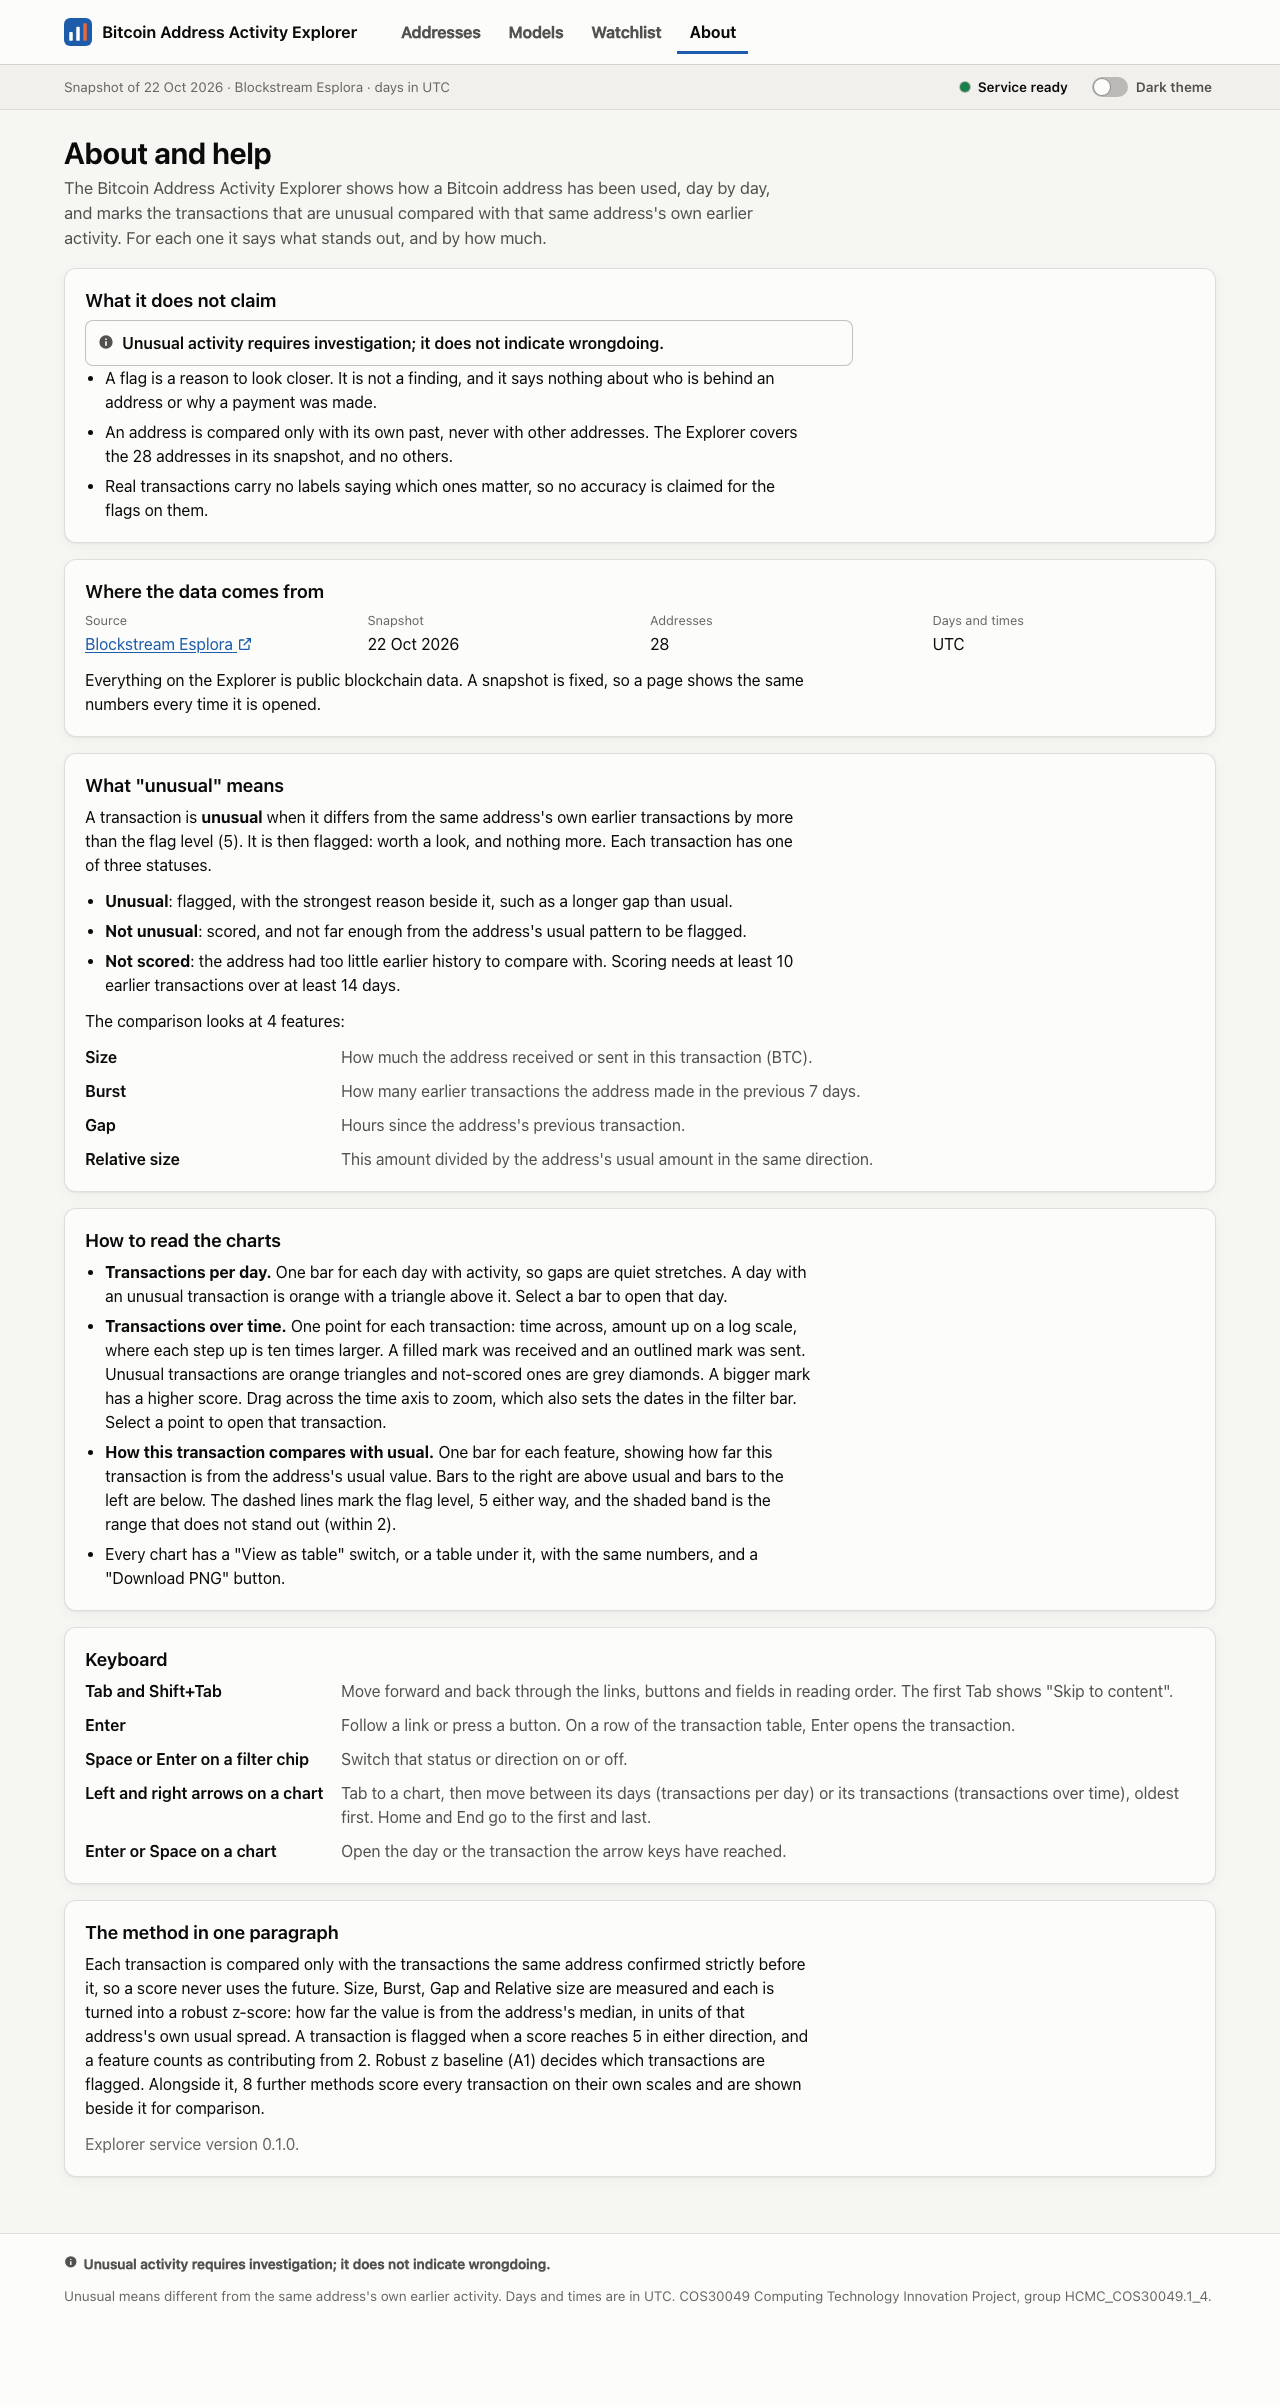 Bitcoin Address Activity Explorer
Addresses
Models
Watchlist
About
Snapshot of 22 Oct 2026 · Blockstream Esplora · days in UTC
Service ready
Dark theme
About and help
The Bitcoin Address Activity Explorer shows how a Bitcoin address has been used, day by day,
and marks the transactions that are unusual compared with that same address's own earlier
activity. For each one it says what stands out, and by how much.
What it does not claim
Unusual activity requires investigation; it does not indicate wrongdoing.
• A flag is a reason to look closer. It is not a finding, and it says nothing about who is behind an
address or why a payment was made.
• An address is compared only with its own past, never with other addresses. The Explorer covers
the 28 addresses in its snapshot, and no others.
• Real transactions carry no labels saying which ones matter, so no accuracy is claimed for the
flags on them.
Where the data comes from
Source
Snapshot
Addresses
Days and times
Blockstream Esplora
22 Oct 2026
28
UTC
Everything on the Explorer is public blockchain data. A snapshot is fixed, so a page shows the same
numbers every time it is opened.
What "unusual" means
A transaction is unusual when it differs from the same address's own earlier transactions by more
than the flag level (5). It is then flagged: worth a look, and nothing more. Each transaction has one
of three statuses.
• Unusual: flagged, with the strongest reason beside it, such as a longer gap than usual.
• Not unusual: scored, and not far enough from the address's usual pattern to be flagged.
• Not scored: the address had too little earlier history to compare with. Scoring needs at least 10
earlier transactions over at least 14 days.
The comparison looks at 4 features:
Size
How much the address received or sent in this transaction (BTC).
Burst
How many earlier transactions the address made in the previous 7 days.
Gap
Hours since the address's previous transaction.
Relative size
This amount divided by the address's usual amount in the same direction.
How to read the charts
• Transactions per day. One bar for each day with activity, so gaps are quiet stretches. A day with
an unusual transaction is orange with a triangle above it. Select a bar to open that day.
• Transactions over time. One point for each transaction: time across, amount up on a log scale,
where each step up is ten times larger. A filled mark was received and an outlined mark was sent.
Unusual transactions are orange triangles and not-scored ones are grey diamonds. A bigger mark
has a higher score. Drag across the time axis to zoom, which also sets the dates in the filter bar.
Select a point to open that transaction.
• How this transaction compares with usual. One bar for each feature, showing how far this
transaction is from the address's usual value. Bars to the right are above usual and bars to the
left are below. The dashed lines mark the flag level, 5 either way, and the shaded band is the
range that does not stand out (within 2).
• Every chart has a "View as table" switch, or a table under it, with the same numbers, and a
"Download PNG" button.
Keyboard
Tab and Shift+Tab
Move forward and back through the links, buttons and fields in reading order. The first Tab shows "Skip to content".
Enter
Follow a link or press a button. On a row of the transaction table, Enter opens the transaction.
Space or Enter on a filter chip
Switch that status or direction on or off.
Left and right arrows on a chart
Tab to a chart, then move between its days (transactions per day) or its transactions (transactions over time), oldest
first. Home and End go to the first and last.
Enter or Space on a chart
Open the day or the transaction the arrow keys have reached.
The method in one paragraph
Each transaction is compared only with the transactions the same address confirmed strictly before
it, so a score never uses the future. Size, Burst, Gap and Relative size are measured and each is
turned into a robust z-score: how far the value is from the address's median, in units of that
address's own usual spread. A transaction is flagged when a score reaches 5 in either direction, and
a feature counts as contributing from 2. Robust z baseline (A1) decides which transactions are
flagged. Alongside it, 8 further methods score every transaction on their own scales and are shown
beside it for comparison.
Explorer service version 0.1.0.
Unusual activity requires investigation; it does not indicate wrongdoing.
Unusual means different from the same address's own earlier activity. Days and times are in UTC. COS30049 Computing Technology Innovation Project, group HCMC_COS30049.1_4.